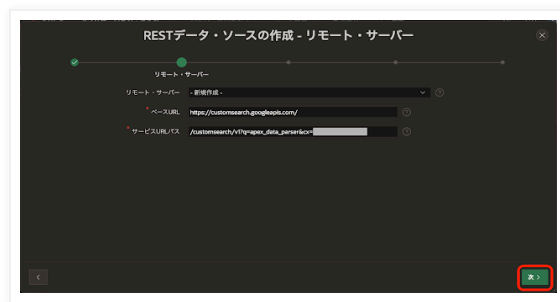 RESTデータ・ソースの作成 - リモート・サーバー
リモート・サーバー
リモート・サーバー - 新規作成 -
* ベースURL https://customsearch.googleapis.com/
* サービスURLパス /customsearch/v1?q=apex_data_parser&cx=
次 >